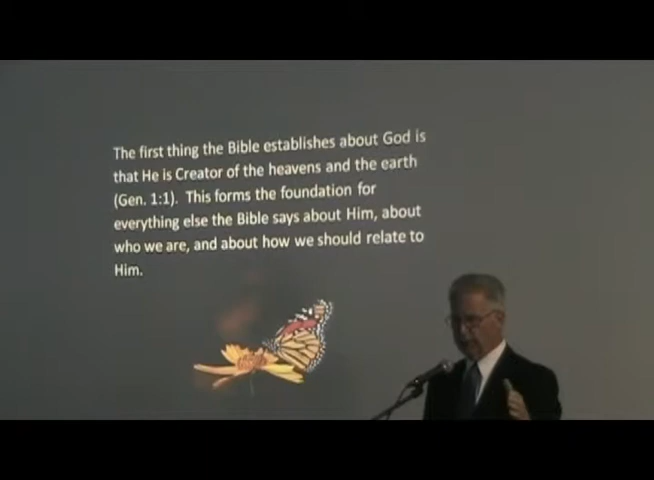 The first thing the Bible establishes about God is
that He is Creator of the heavens and the earth
(Gen. 1:1).  This forms the foundation for
everything else the Bible says about Him, about
who we are, and about how we should relate to
Him.